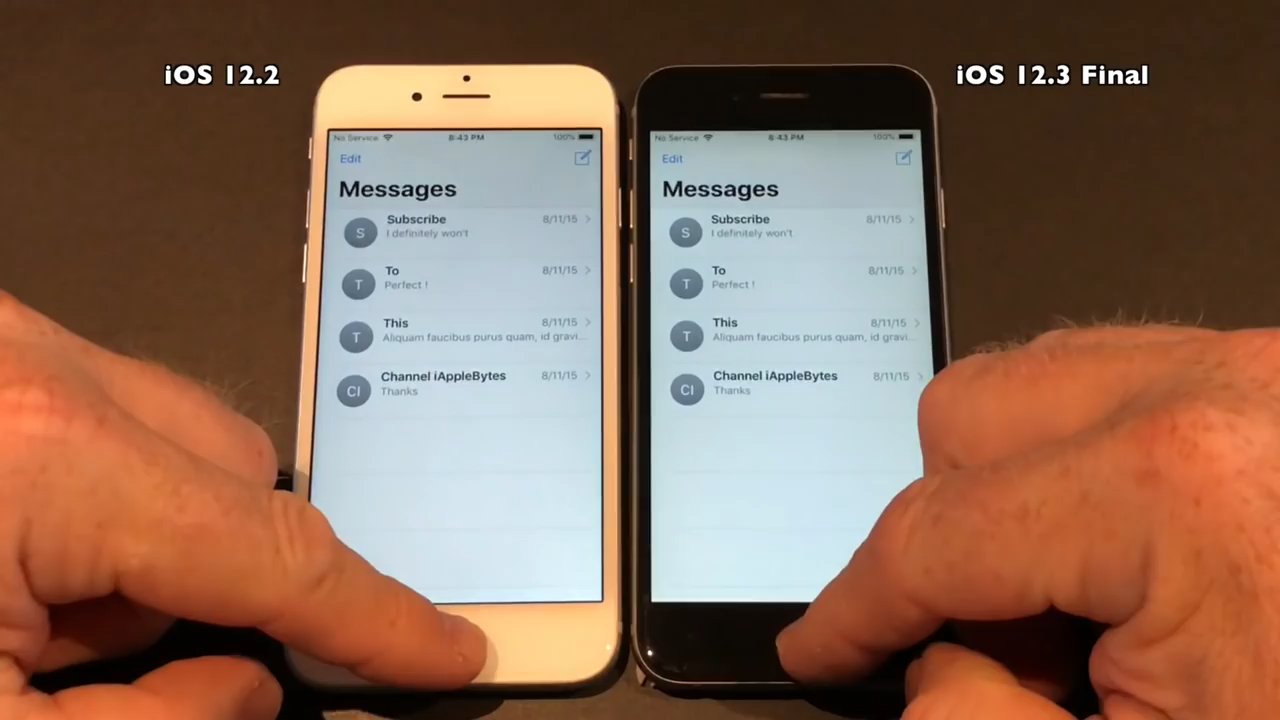 iOS 12.2
iOS 12.3 Final
No Service 8:43 PM 100%
Edit
Messages
S Subscribe 8/11/15
I definitely won't
T To 8/11/15
Perfect !
T This 8/11/15
Aliquam faucibus purus quam, id gravi...
CI Channel iAppleBytes 8/11/15
Thanks
No Service 8:43 PM 100%
Edit
Messages
S Subscribe 8/11/15
I definitely won't
T To 8/11/15
Perfect !
T This 8/11/15
Aliquam faucibus purus quam, id gravi...
CI Channel iAppleBytes 8/11/15
Thanks